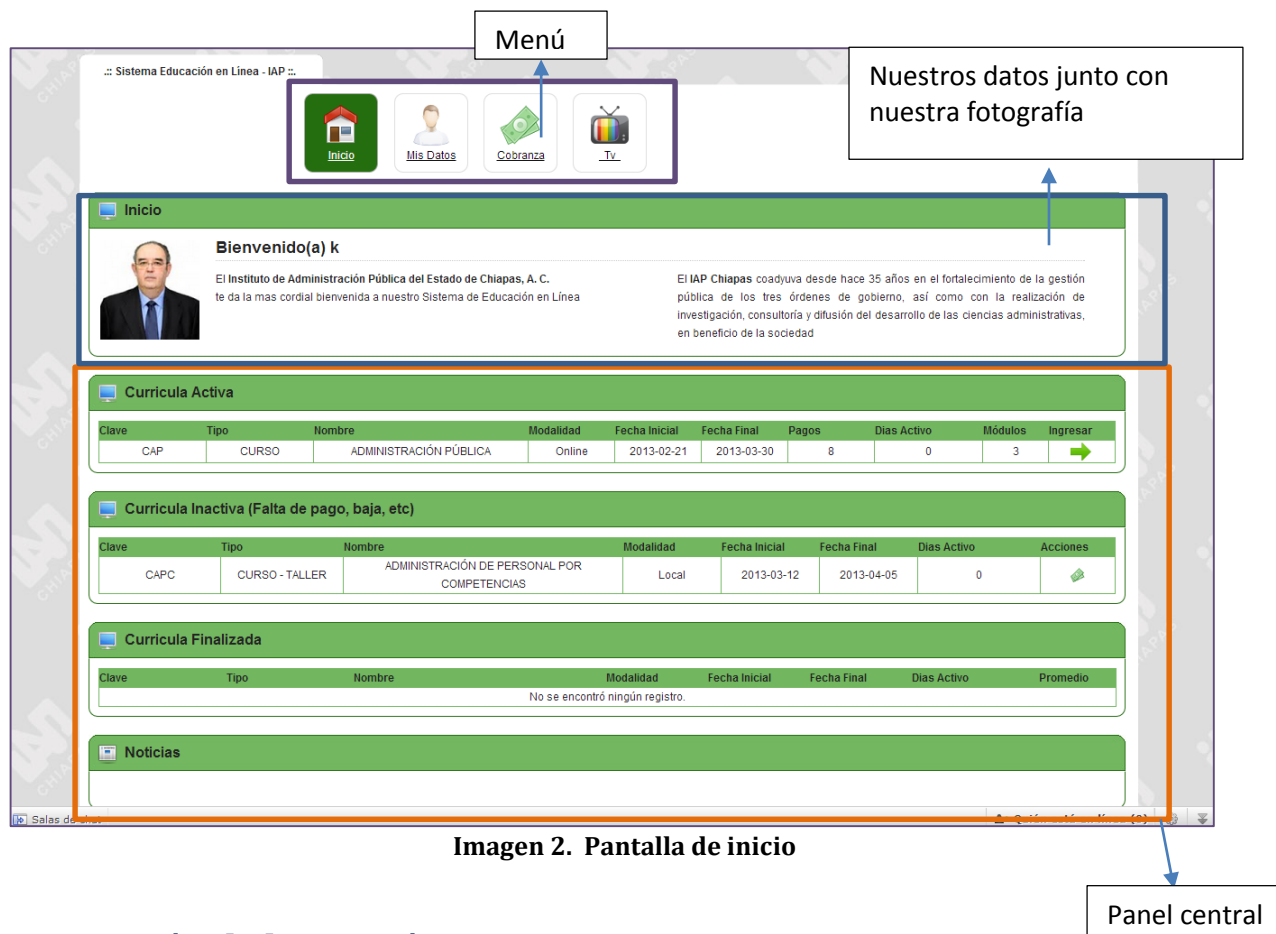 Menú
Nuestros datos junto con
nuestra fotografía
.:: Sistema Educación en Línea - IAP ::.
Inicio
Mis Datos
Cobranza
Tv
Inicio
Bienvenido(a) k
El Instituto de Administración Pública del Estado de Chiapas, A. C.
te da la mas cordial bienvenida a nuestro Sistema de Educación en Línea
El IAP Chiapas coadyuva desde hace 35 años en el fortalecimiento de la gestión
pública de los tres órdenes de gobierno, así como con la realización de
investigación, consultoría y difusión del desarrollo de las ciencias administrativas,
en beneficio de la sociedad
Curricula Activa
Clave Tipo Nombre Modalidad Fecha Inicial Fecha Final Pagos Dias Activo Módulos Ingresar
CAP CURSO ADMINISTRACIÓN PÚBLICA Online 2013-02-21 2013-03-30 8 0 3
Curricula Inactiva (Falta de pago, baja, etc)
Clave Tipo Nombre Modalidad Fecha Inicial Fecha Final Dias Activo Acciones
CAPC CURSO - TALLER ADMINISTRACIÓN DE PERSONAL POR
COMPETENCIAS Local 2013-03-12 2013-04-05 0
Curricula Finalizada
Clave Tipo Nombre Modalidad Fecha Inicial Fecha Final Dias Activo Promedio
No se encontró ningún registro.
Noticias
Salas de chat
Imagen 2. Pantalla de inicio
Panel central